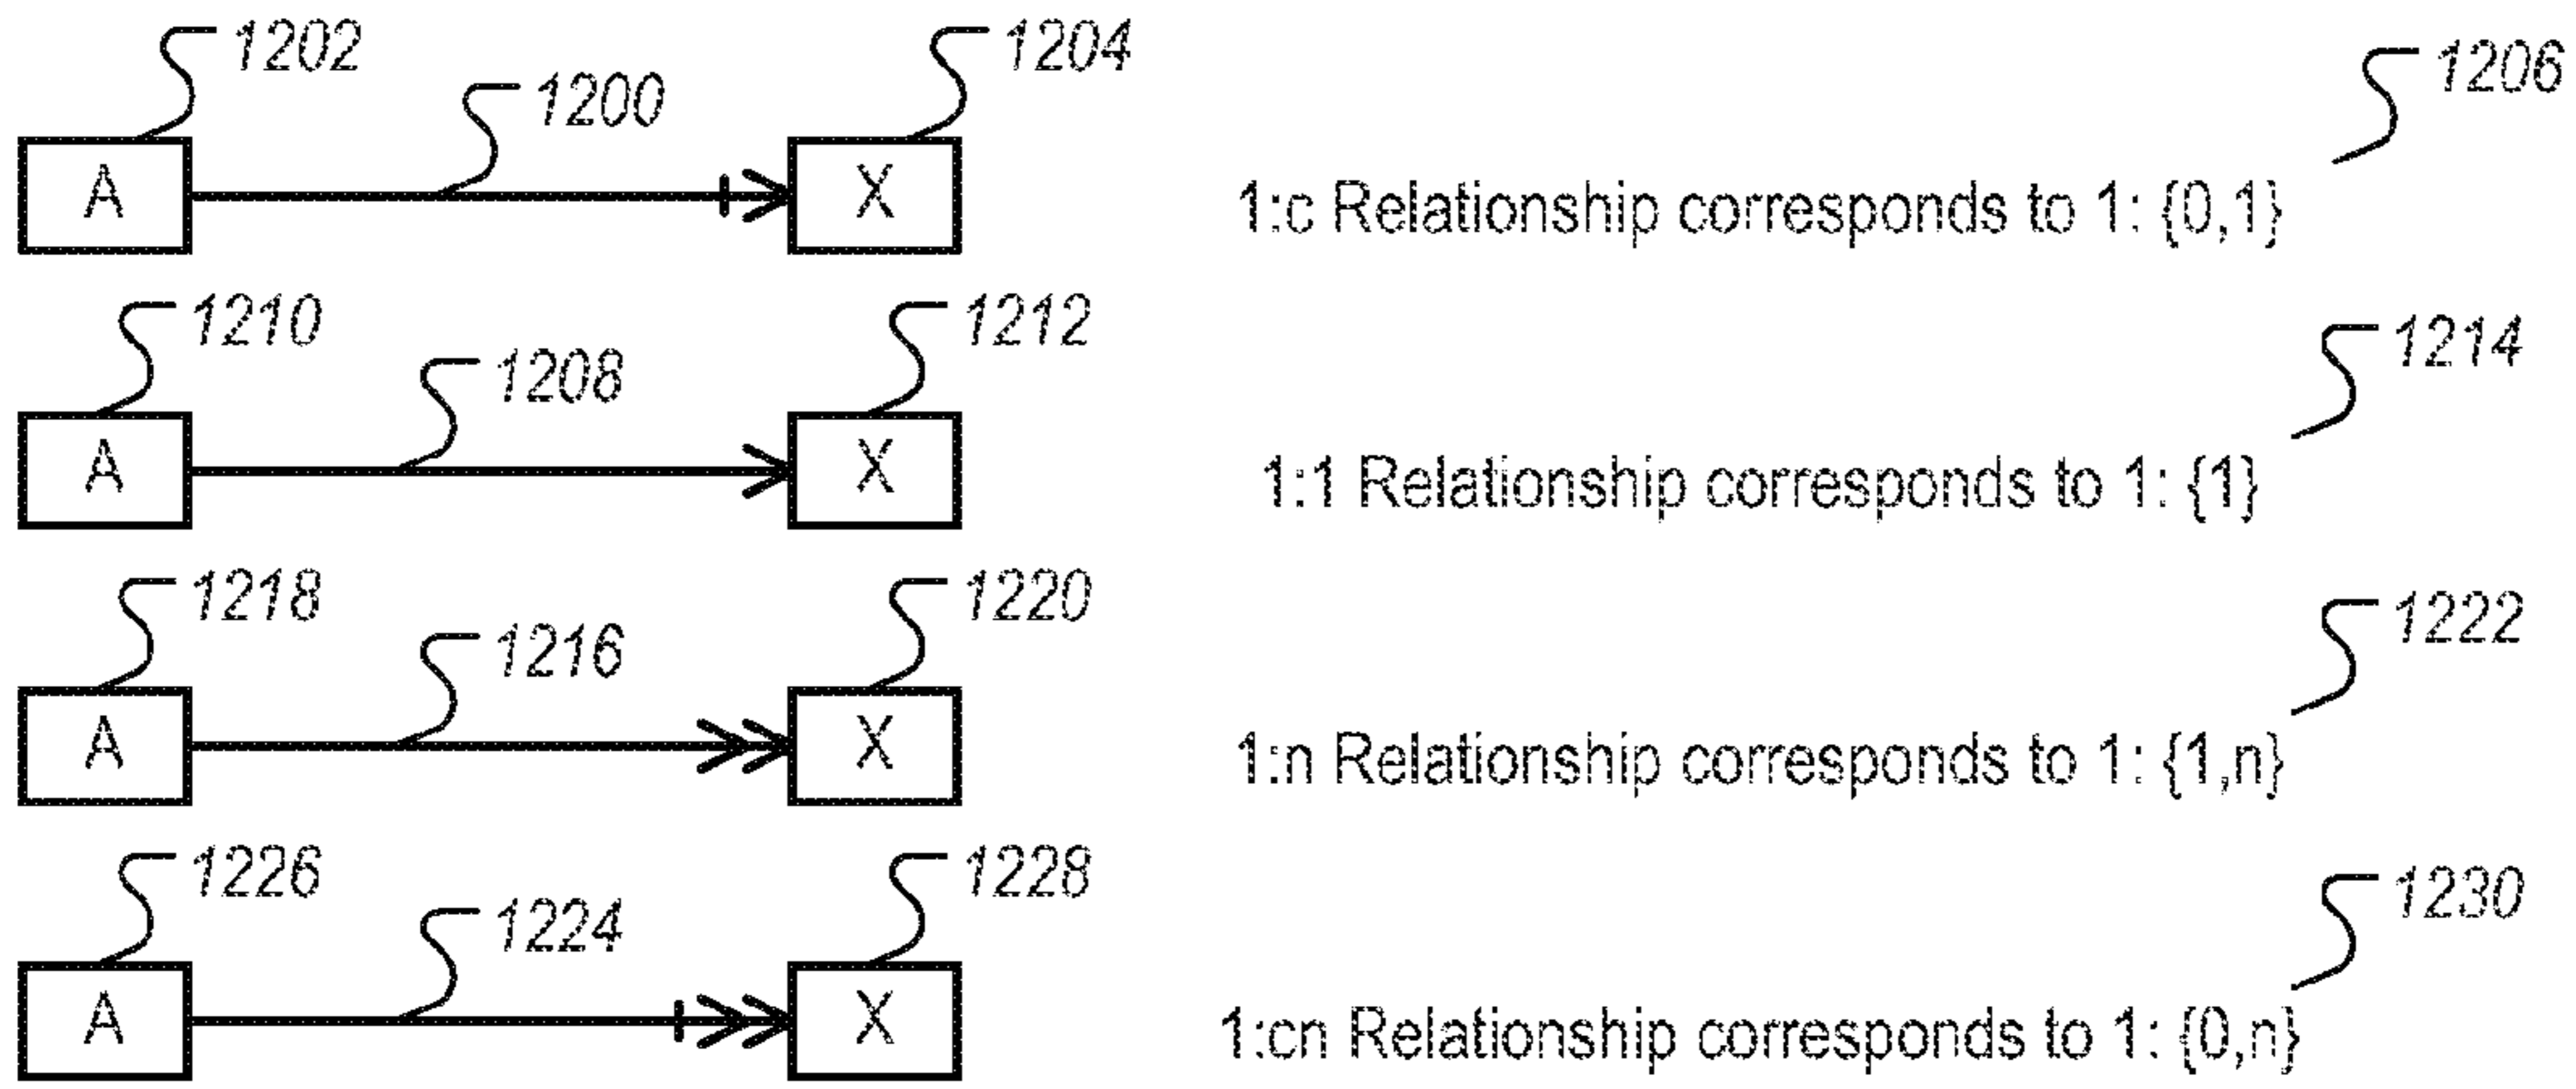 1202
1204
1206
1200
A
X
1:c Relationship corresponds to 1: {0,1}
1210
1212
1214
1208
A
X
1:1 Relationship corresponds to 1: {1}
1218
1220
1222
1216
A
X
1:n Relationship corresponds to 1: {1,n}
1226
1228
1230
1224
A
X
1:cn Relationship corresponds to 1: {0,n}